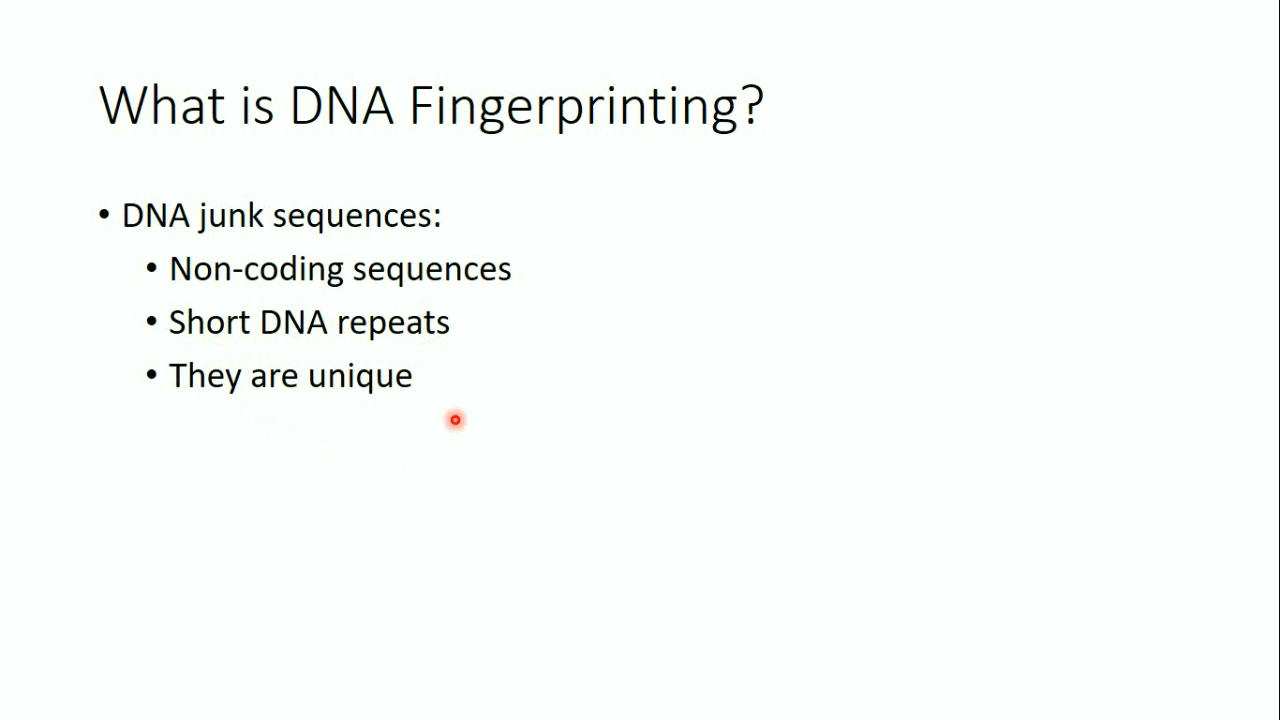 What is DNA Fingerprinting?
• DNA junk sequences:
• Non-coding sequences
• Short DNA repeats
• They are unique